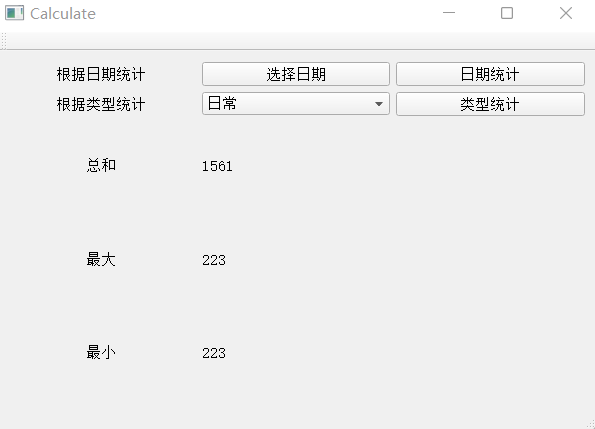 Calculate
根据日期统计 选择日期 日期统计
根据类型统计 日常 类型统计
总和 1561
最大 223
最小 223